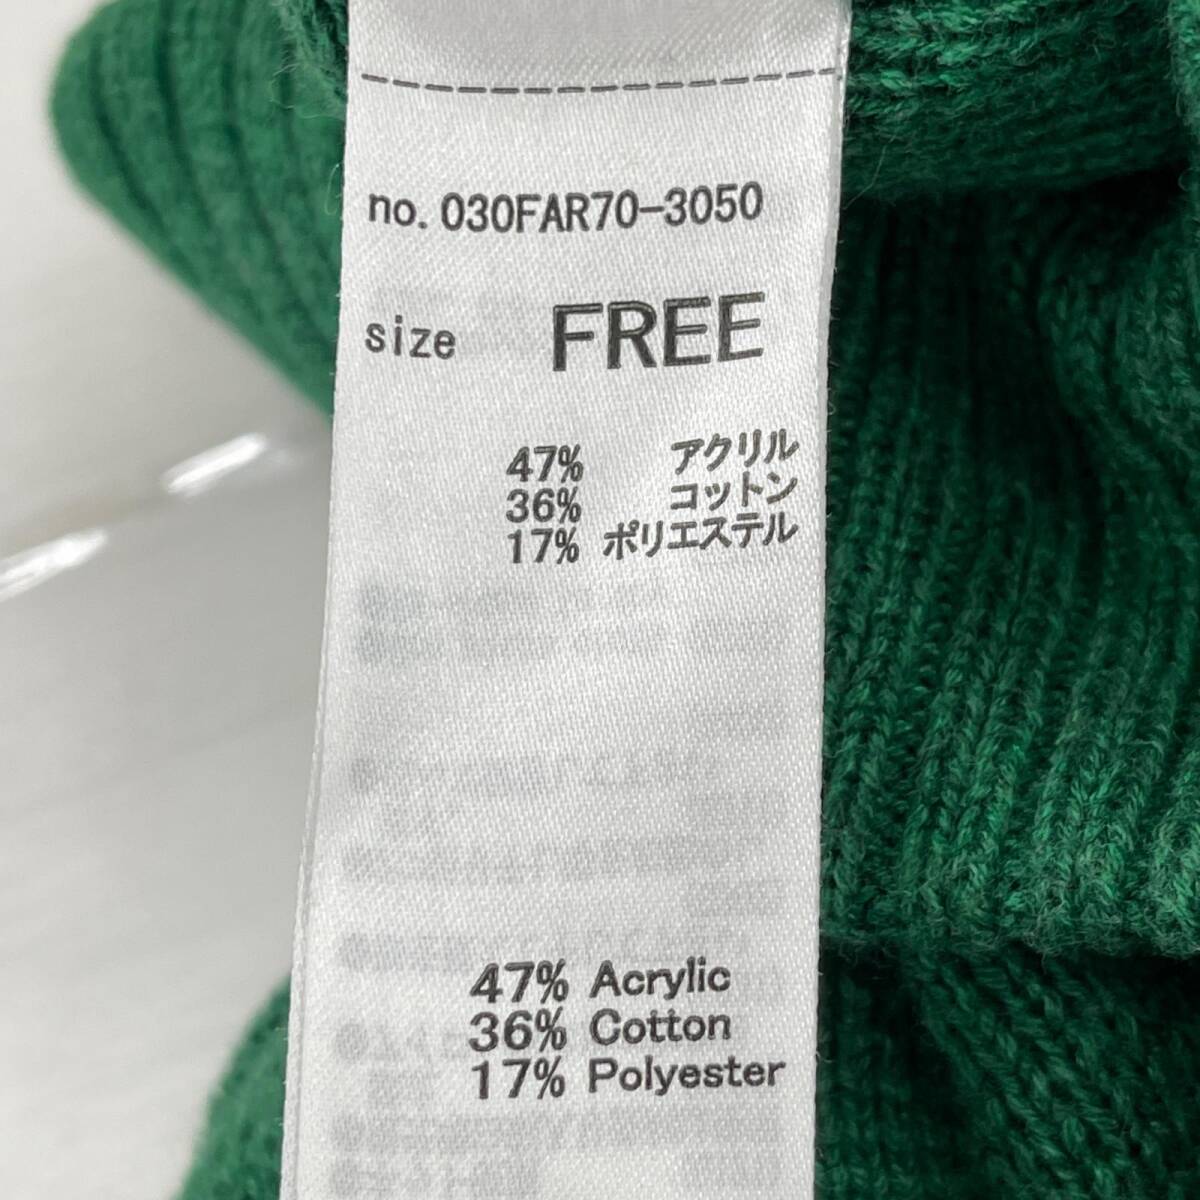 no. 030FAR70-3050
size FREE
47% アクリル
36% コットン
17% ポリエステル
47% Acrylic
36% Cotton
17% Polyester